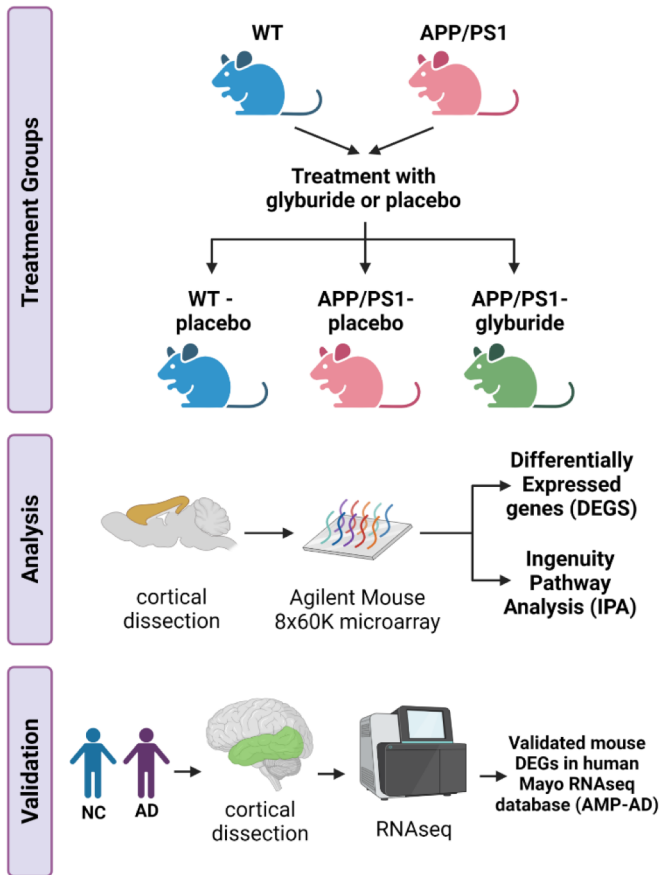 Treatment Groups
WT
APP/PS1
Treatment with
glyburide or placebo
WT -
placebo
APP/PS1-
placebo
APP/PS1-
glyburide
Analysis
cortical
dissection
Agilent Mouse
8x60K microarray
Differentially
Expressed
genes (DEGS)
Ingenuity
Pathway
Analysis (IPA)
Validation
NC
AD
cortical
dissection
RNAseq
Validated mouse
DEGs in human
Mayo RNAseq
database (AMP-AD)